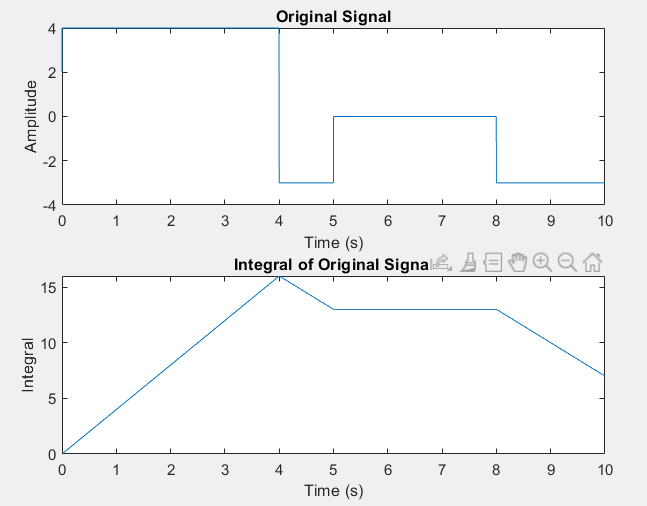 Original Signal
4
2
0
-2
-4
Amplitude
0 1 2 3 4 5 6 7 8 9 10
Time (s)
Integral of Original Signa
15
10
5
0
Integral
0 1 2 3 4 5 6 7 8 9 10
Time (s)